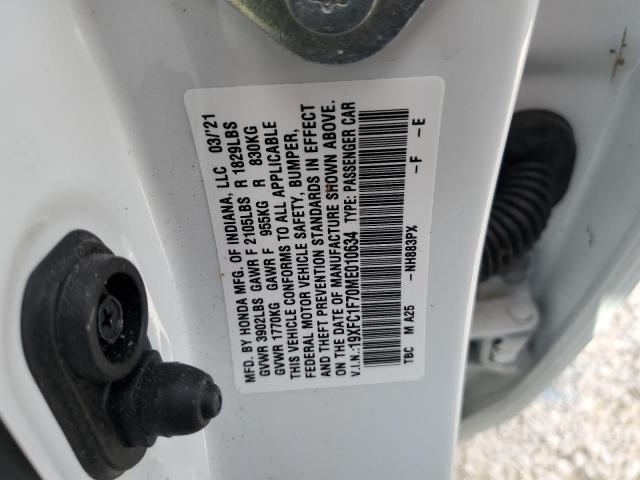 MFD. BY HONDA MFG. OF INDIANA, LLC 03/'21
GVWR 3902LBS GAWR F 2105LBS R 1829LBS
GVWR 1770KG GAWR F 955KG R 830KG
THIS VEHICLE CONFORMS TO ALL APPLICABLE
FEDERAL MOTOR VEHICLE SAFETY, BUMPER,
AND THEFT PREVENTION STANDARDS IN EFFECT
ON THE DATE OF MANUFACTURE SHOWN ABOVE.
V.I.N.: 19XFC1F70ME010634 TYPE: PASSENGER CAR
TBC M A25 -NH883PX -F -E